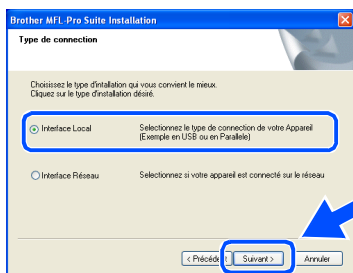 Brother MFL-Pro Suite Installation
Type de connection
Choisissez le type d'intallation qui vous convient le mieux.
Cliquez sur le type d'installation désiré.
Interface Local
Selectionnez le type de connection de votre Appareil
(Exemple en USB ou en Parallele)
Interface Réseau
Selectionnez si votre appareil est connecté sur le réseau
< Précédent
Suivant >
Annuler